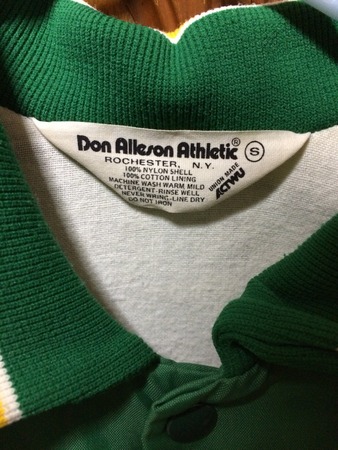 Don Alleson Athletic® S
ROCHESTER, N.Y.
100% NYLON SHELL
100% COTTON LINING
MACHINE WASH WARM, MILD
DETERGENT-RINSE WELL
NEVER WRING-LINE DRY
DO NOT IRON
UNION MADE
ACTWU